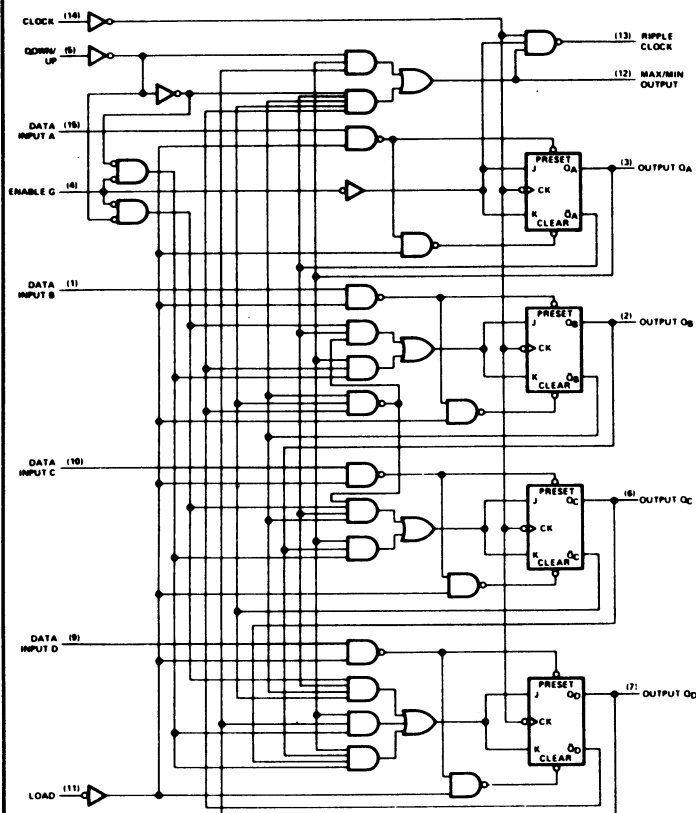 CLOCK (14)
(13) RIPPLE
CLOCK
DOWN/
UP (5)
(12) MAX/MIN
OUTPUT
DATA (15)
INPUT A
PRESET
J QA (3) OUTPUT QA
ENABLE G (4)
CK
K Q̄A
CLEAR
DATA (1)
INPUT B
PRESET
J QB (2) OUTPUT QB
CK
K Q̄B
CLEAR
DATA (10)
INPUT C
PRESET
J QC (6) OUTPUT QC
CK
K Q̄C
CLEAR
DATA (9)
INPUT D
PRESET
J QD (7) OUTPUT QD
CK
K Q̄D
CLEAR
LOAD (11)